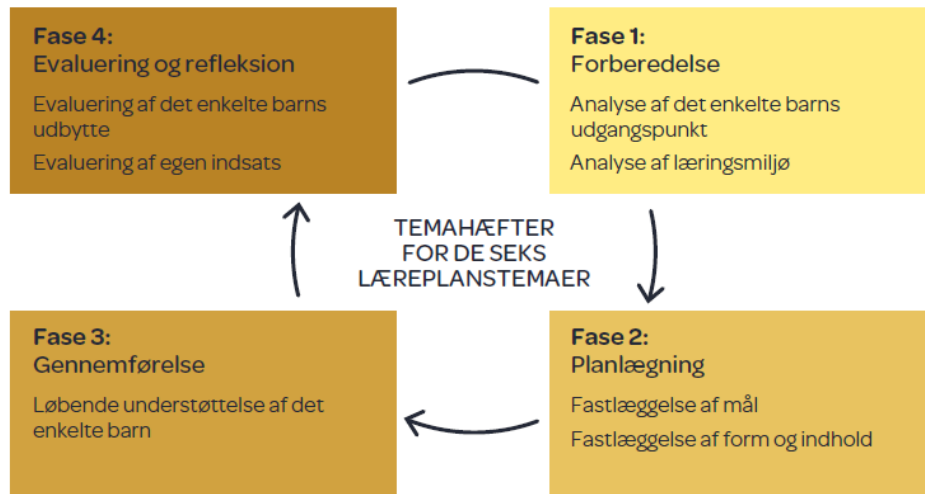 Fase 4:
Evaluering og refleksion
Evaluering af det enkelte barns
udbytte
Evaluering af egen indsats
Fase 1:
Forberedelse
Analyse af det enkelte barns
udgangspunkt
Analyse af læringsmiljø
TEMAHÆFTER
FOR DE SEKS
LÆREPLANSTEMAER
Fase 3:
Gennemførelse
Løbende understøttelse af det
enkelte barn
Fase 2:
Planlægning
Fastlæggelse af mål
Fastlæggelse af form og indhold